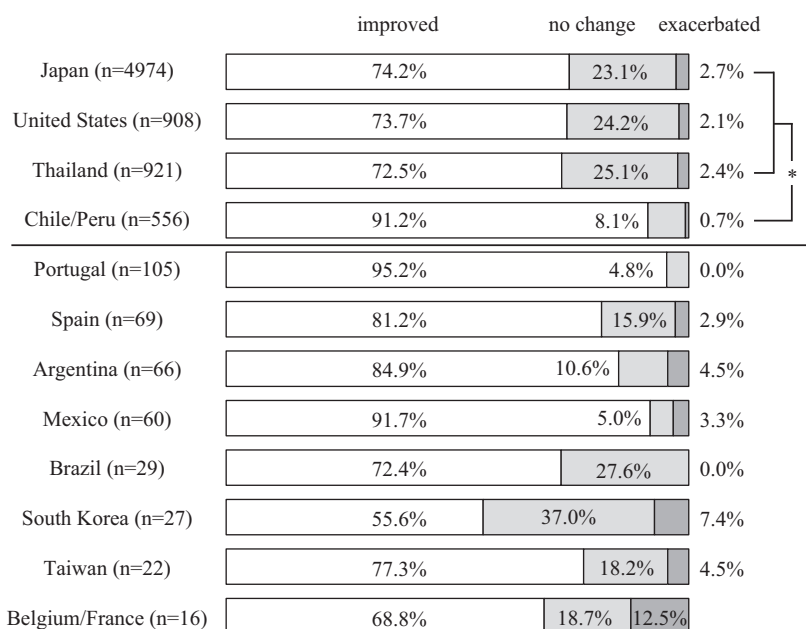 improved no change exacerbated
Japan (n=4974) 74.2% 23.1% 2.7%
United States (n=908) 73.7% 24.2% 2.1%
Thailand (n=921) 72.5% 25.1% 2.4%
*
Chile/Peru (n=556) 91.2% 8.1% 0.7%
Portugal (n=105) 95.2% 4.8% 0.0%
Spain (n=69) 81.2% 15.9% 2.9%
Argentina (n=66) 84.9% 10.6% 4.5%
Mexico (n=60) 91.7% 5.0% 3.3%
Brazil (n=29) 72.4% 27.6% 0.0%
South Korea (n=27) 55.6% 37.0% 7.4%
Taiwan (n=22) 77.3% 18.2% 4.5%
Belgium/France (n=16) 68.8% 18.7% 12.5%